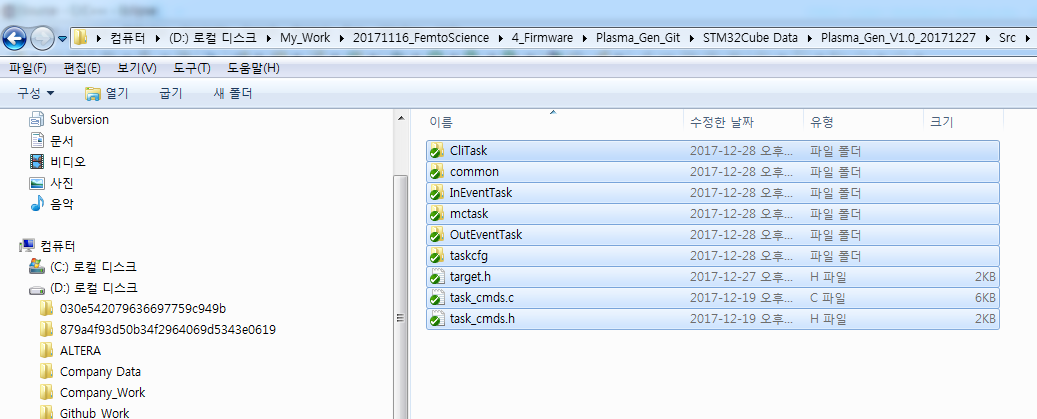 컴퓨터 (D:) 로컬 디스크 My_Work 20171116_FemtoScience 4_Firmware Plasma_Gen_Git STM32Cube Data Plasma_Gen_V1.0_20171227 Src
파일(F) 편집(E) 보기(V) 도구(T) 도움말(H)
구성 열기 굽기 새 폴더
Subversion
문서
비디오
사진
음악
컴퓨터
(C:) 로컬 디스크
(D:) 로컬 디스크
030e542079636697759c949b
879a4f93d50b34f2964069d5343e0619
ALTERA
Company Data
Company_Work
Github Work
이름 수정한 날짜 유형 크기
CliTask 2017-12-28 오후... 파일 폴더
common 2017-12-28 오후... 파일 폴더
InEventTask 2017-12-28 오후... 파일 폴더
mctask 2017-12-28 오후... 파일 폴더
OutEventTask 2017-12-28 오후... 파일 폴더
taskcfg 2017-12-28 오후... 파일 폴더
target.h 2017-12-27 오후... H 파일 2KB
task_cmds.c 2017-12-19 오후... C 파일 6KB
task_cmds.h 2017-12-19 오후... H 파일 2KB